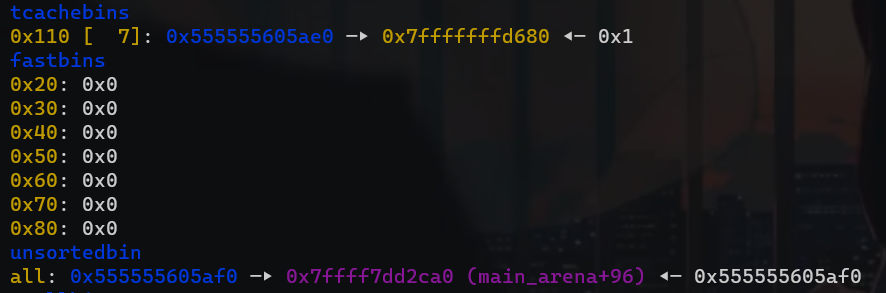 tcachebins
0x110 [  7]: 0x555555605ae0 —▸ 0x7fffffffd680 ◂— 0x1
fastbins
0x20: 0x0
0x30: 0x0
0x40: 0x0
0x50: 0x0
0x60: 0x0
0x70: 0x0
0x80: 0x0
unsortedbin
all: 0x555555605af0 —▸ 0x7ffff7dd2ca0 (main_arena+96) ◂— 0x555555605af0